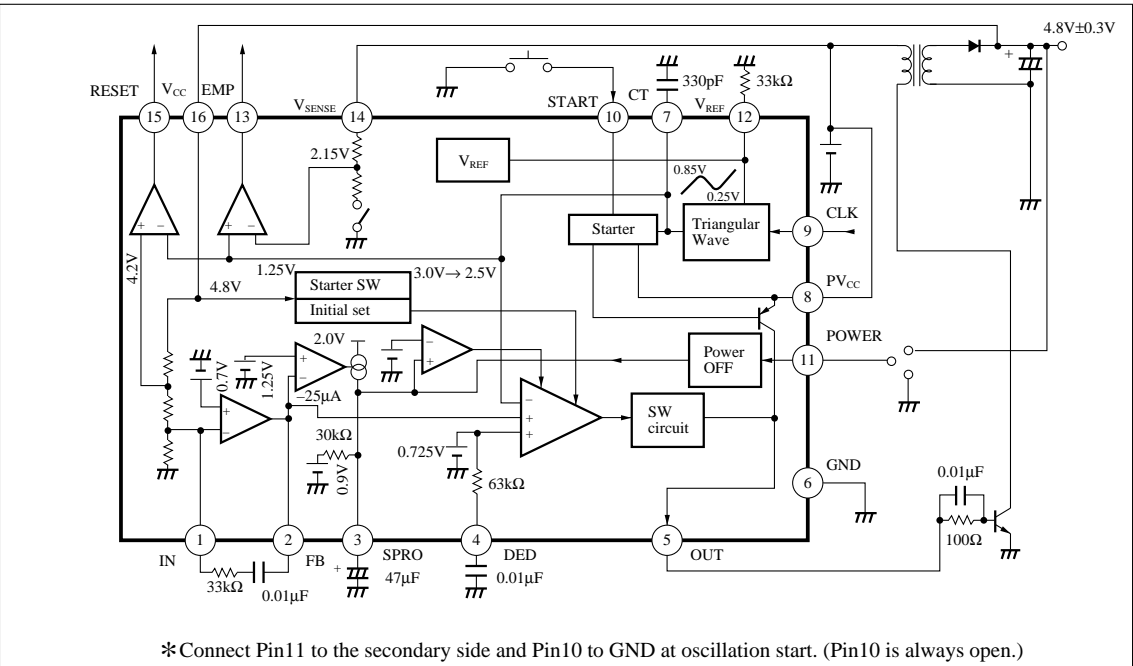 4.8V±0.3V
RESET
VCC
EMP
VSENSE
START
CT
330pF
VREF
33kΩ
15
16
13
14
10
7
12
2.15V
VREF
0.85V
0.25V
Starter
Triangular
Wave
9
CLK
+ −
+ −
4.2V
1.25V
3.0V→ 2.5V
4.8V
Starter SW
Initial set
8
PVCC
POWER
11
2.0V
Power
OFF
0.7V
1.25V
+
−
−25µA
−
+
+
−
−
+
+
SW
circuit
30kΩ
0.9V
0.725V
63kΩ
GND
6
0.01µF
100Ω
1
2
3
4
5
IN
FB
SPRO
DED
OUT
33kΩ
0.01µF
+
47µF
0.01µF
+
*Connect Pin11 to the secondary side and Pin10 to GND at oscillation start. (Pin10 is always open.)